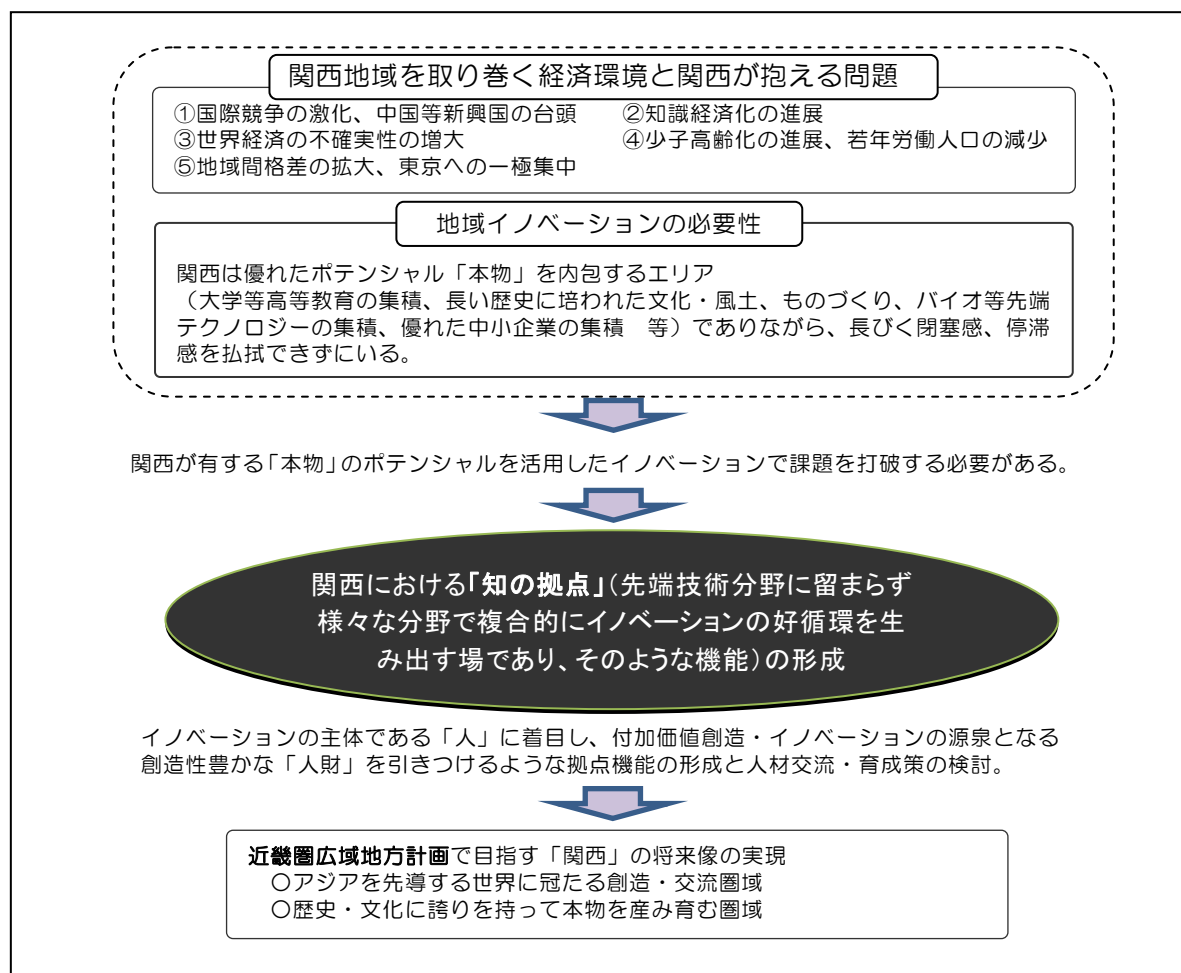 関西地域を取り巻く経済環境と関西が抱える問題
①国際競争の激化、中国等新興国の台頭　②知識経済化の進展
③世界経済の不確実性の増大　④少子高齢化の進展、若年労働人口の減少
⑤地域間格差の拡大、東京への一極集中
地域イノベーションの必要性
関西は優れたポテンシャル「本物」を内包するエリア
（大学等高等教育の集積、長い歴史に培われた文化・風土、ものづくり、バイオ等先端
テクノロジーの集積、優れた中小企業の集積　等）でありながら、長びく閉塞感、停滞
感を払拭できずにいる。
関西が有する「本物」のポテンシャルを活用したイノベーションで課題を打破する必要がある。
関西における「知の拠点」（先端技術分野に留まらず
様々な分野で複合的にイノベーションの好循環を生
み出す場であり、そのような機能）の形成
イノベーションの主体である「人」に着目し、付加価値創造・イノベーションの源泉となる
創造性豊かな「人財」を引きつけるような拠点機能の形成と人材交流・育成策の検討。
近畿圏広域地方計画で目指す「関西」の将来像の実現
○アジアを先導する世界に冠たる創造・交流圏域
○歴史・文化に誇りを持って本物を産み育む圏域